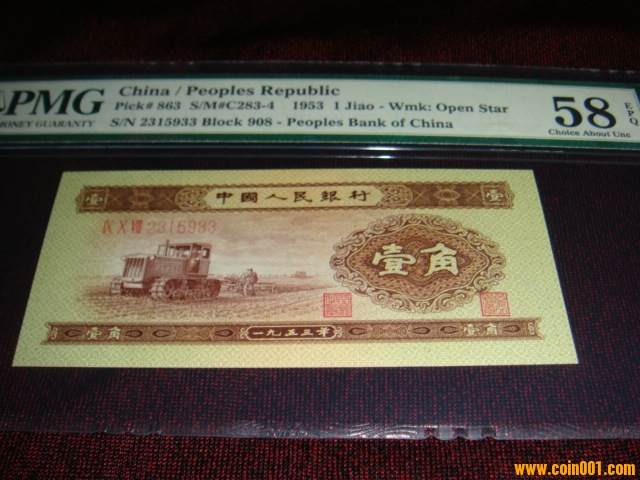 PMG
MONEY GUARANTY
China / Peoples Republic
Pick# 863 S/M#C283-4 1953 1 Jiao - Wmk: Open Star
S/N 2315933 Block 908 - Peoples Bank of China
58 EPQ
Choice About Unc
壹 中國人民銀行 壹
IX X VIII 2315933
壹角
壹角 一九五三年 壹角
www.coin001.com